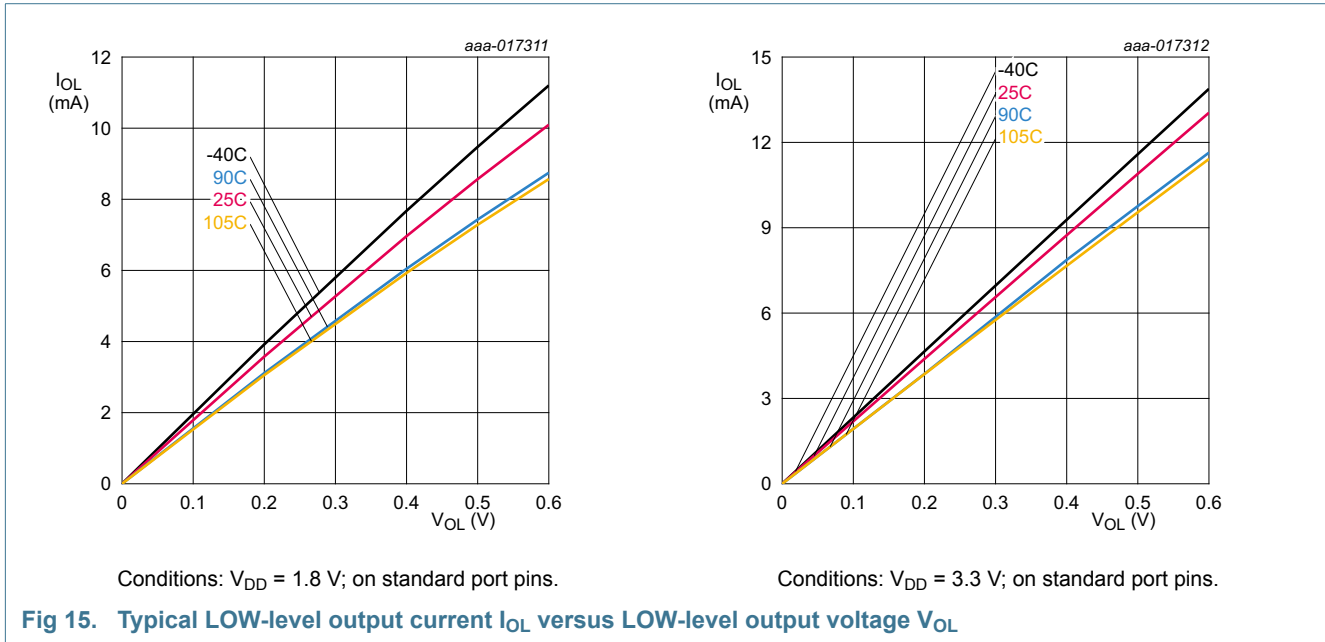 aaa-017311
12
10
8
6
4
2
0
I_OL
(mA)
-40C
90C
25C
105C
0 0.1 0.2 0.3 0.4 0.5 0.6
V_OL (V)
Conditions: V_DD = 1.8 V; on standard port pins.
aaa-017312
15
12
9
6
3
0
I_OL
(mA)
-40C
25C
90C
105C
0 0.1 0.2 0.3 0.4 0.5 0.6
V_OL (V)
Conditions: V_DD = 3.3 V; on standard port pins.
Fig 15. Typical LOW-level output current I_OL versus LOW-level output voltage V_OL